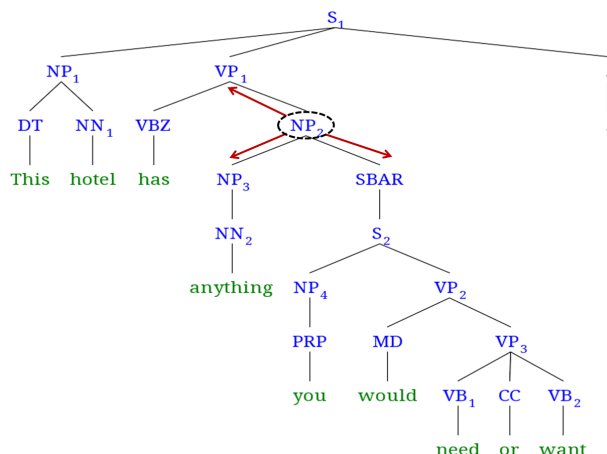 S1
NP1 VP1
DT NN1 VBZ NP2
This hotel has NP3 SBAR
NN2 S2
anything NP4 VP2
PRP MD VP3
you would VB1 CC VB2
need or want